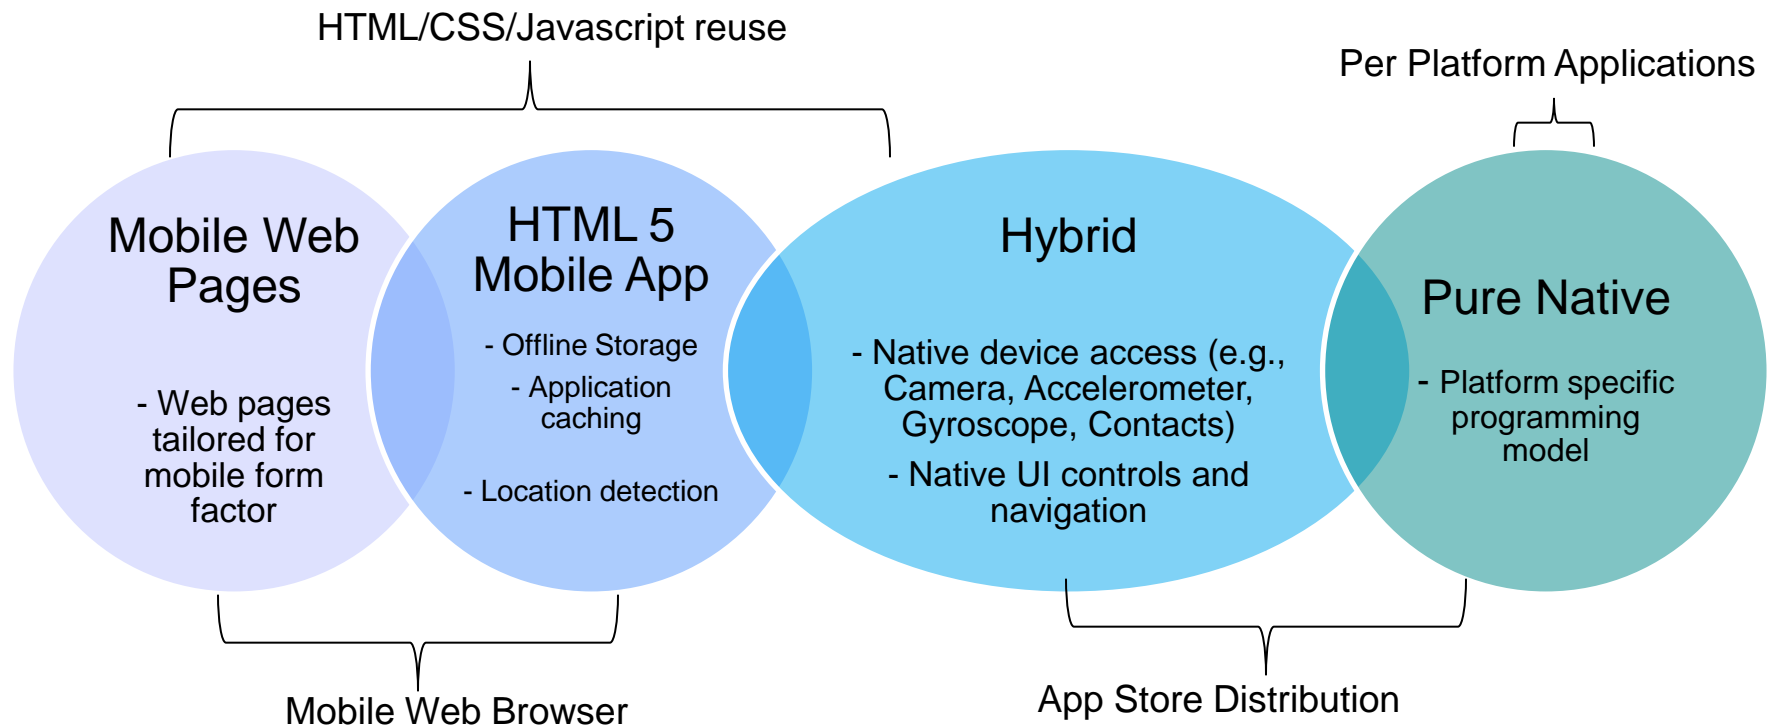 HTML/CSS/Javascript reuse
Per Platform Applications
Mobile Web
Pages
- Web pages
tailored for
mobile form
factor
HTML 5
Mobile App
- Offline Storage
- Application
caching
- Location detection
Hybrid
- Native device access (e.g.,
Camera, Accelerometer,
Gyroscope, Contacts)
- Native UI controls and
navigation
Pure Native
- Platform specific
programming
model
Mobile Web Browser
App Store Distribution